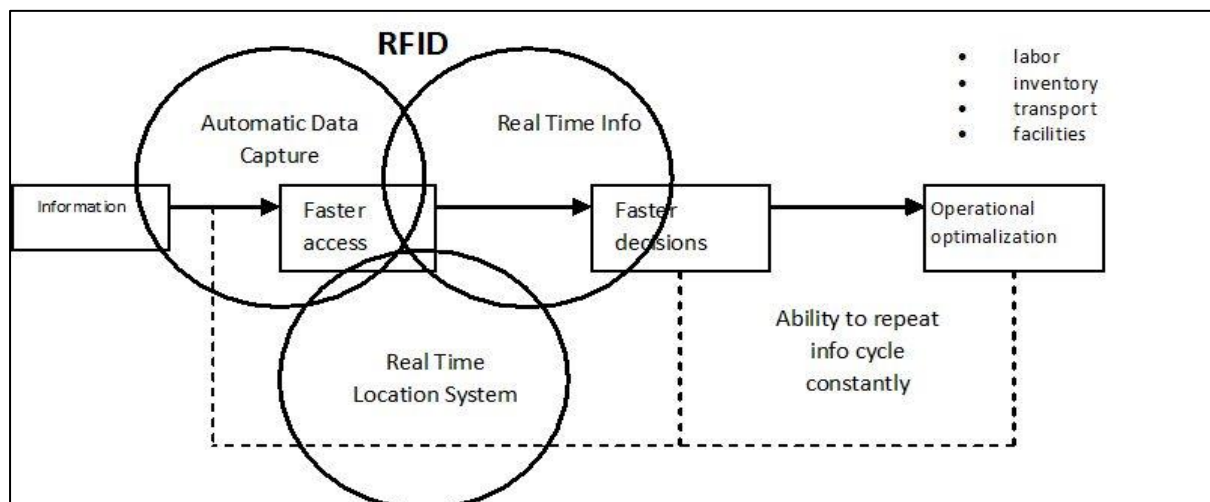 RFID
• labor
• inventory
• transport
• facilities
Automatic Data
Capture
Real Time Info
Information
Faster
access
Faster
decisions
Operational
optimalization
Real Time
Location System
Ability to repeat
info cycle
constantly